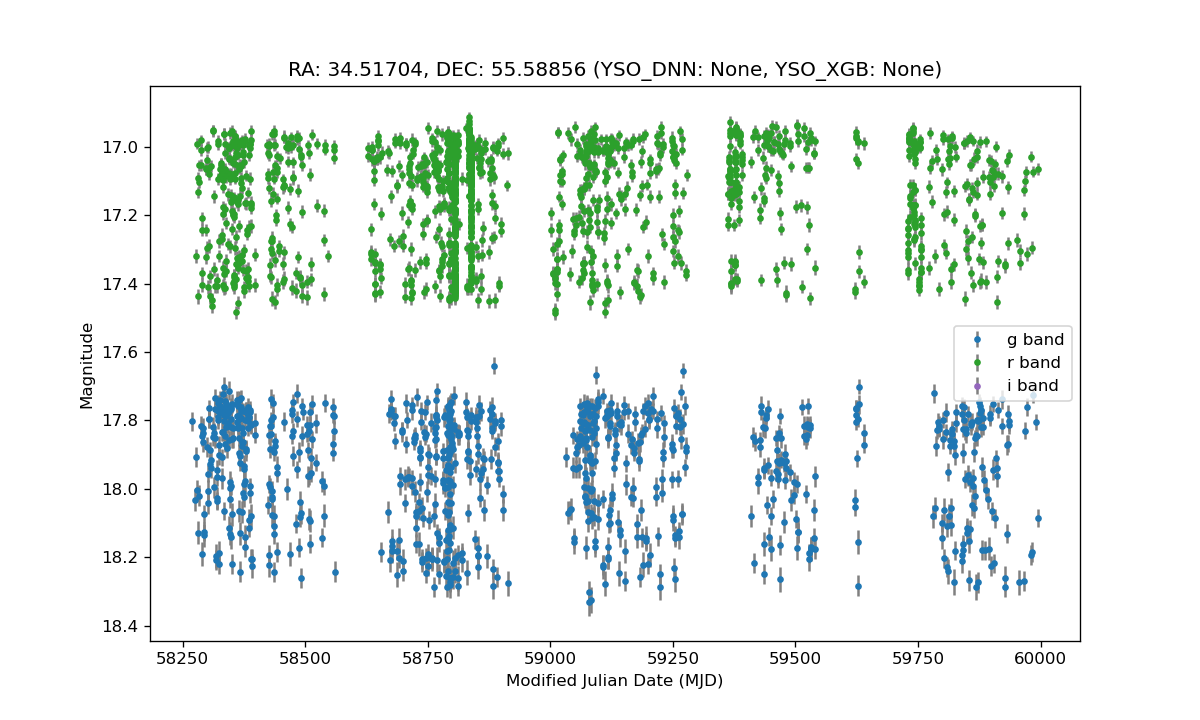 RA: 34.51704, DEC: 55.58856 (YSO_DNN: None, YSO_XGB: None)
17.0
17.2
17.4
17.6
17.8
18.0
18.2
18.4
Magnitude
g band
r band
i band
58250
58500
58750
59000
59250
59500
59750
60000
Modified Julian Date (MJD)